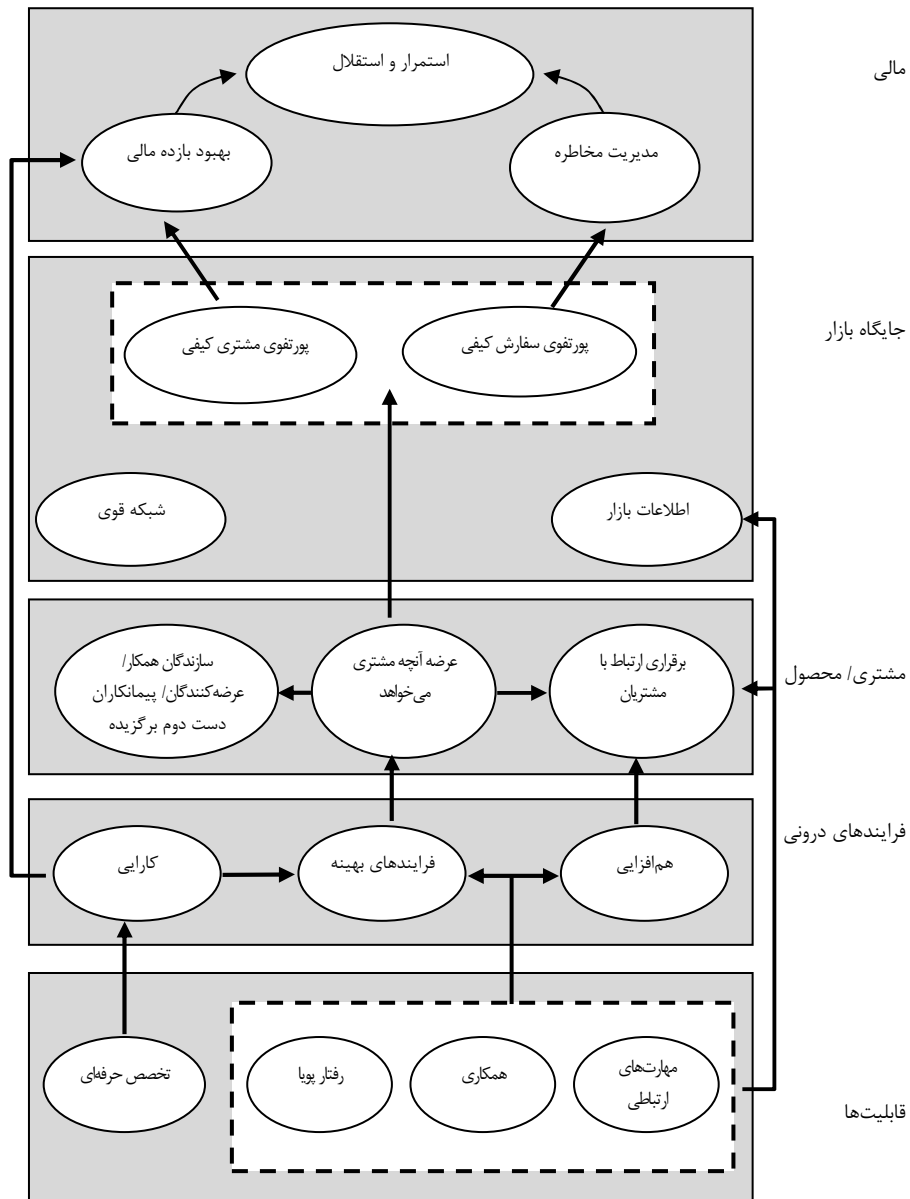 مالی
استمرار و استقلال
مدیریت مخاطره
بهبود بازده مالی
جایگاه بازار
پورتفوی سفارش کیفی
پورتفوی مشتری کیفی
اطلاعات بازار
شبکه قوی
مشتری/ محصول
برقراری ارتباط با
مشتریان
عرضه آنچه مشتری
می‌خواهد
سازندگان همکار/
عرضه‌کنندگان/ پیمانکاران
دست دوم برگزیده
فرایندهای درونی
هم‌افزایی
فرایندهای بهینه
کارایی
قابلیت‌ها
مهارت‌های
ارتباطی
همکاری
رفتار پویا
تخصص حرفه‌ای